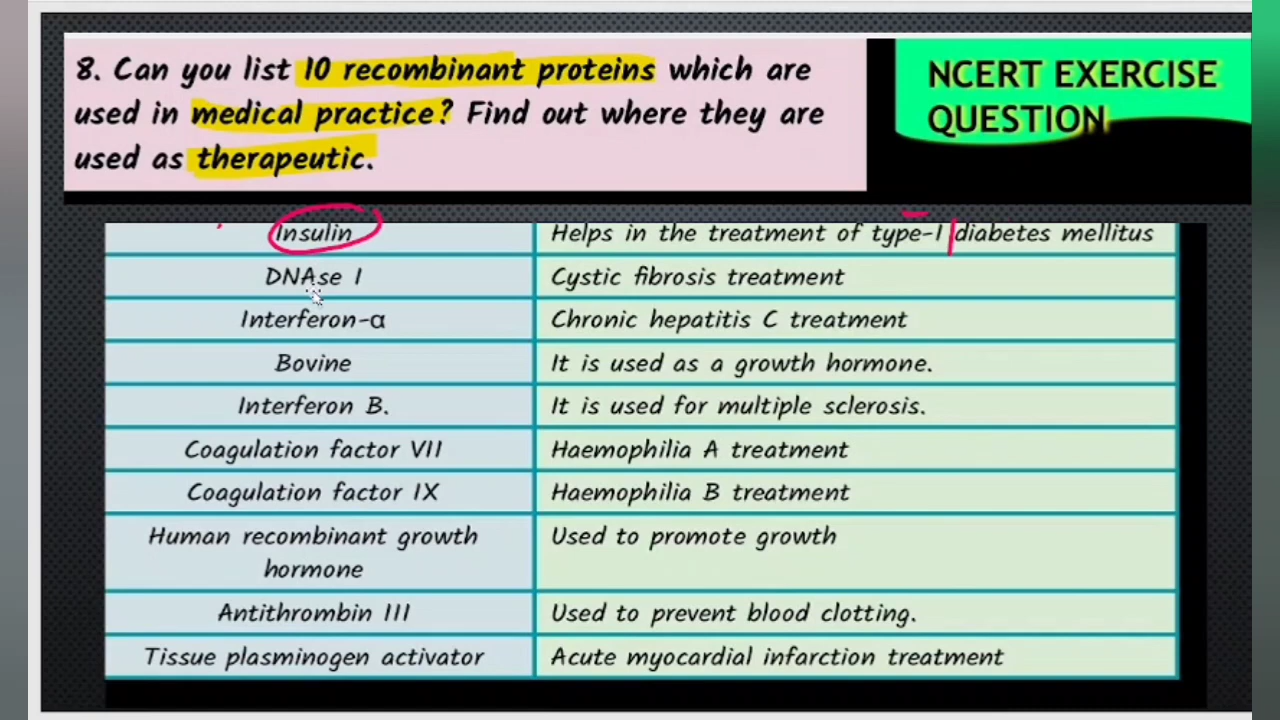 8. Can you list 10 recombinant proteins which are
used in medical practice? Find out where they are
used as therapeutic.
NCERT EXERCISE
QUESTION
Insulin Helps in the treatment of type-I diabetes mellitus
DNAse I Cystic fibrosis treatment
Interferon-α Chronic hepatitis C treatment
Bovine It is used as a growth hormone.
Interferon B. It is used for multiple sclerosis.
Coagulation factor VII Haemophilia A treatment
Coagulation factor IX Haemophilia B treatment
Human recombinant growth Used to promote growth
hormone
Antithrombin III Used to prevent blood clotting.
Tissue plasminogen activator Acute myocardial infarction treatment